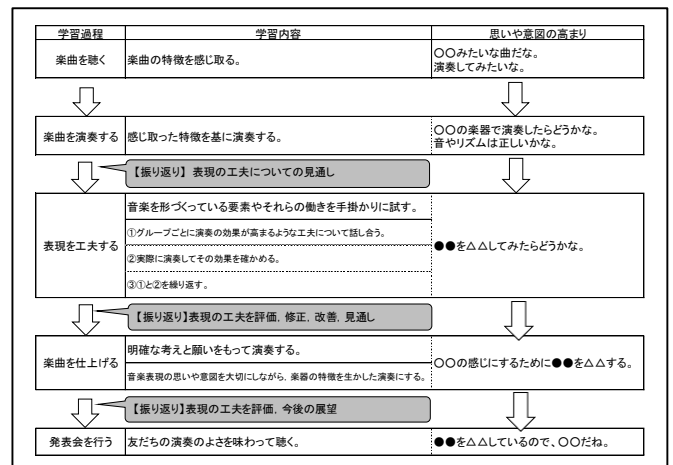 学習過程 学習内容 思いや意図の高まり
楽曲を聴く 楽曲の特徴を感じ取る。 〇〇みたいな曲だな。
演奏してみたいな。
楽曲を演奏する 感じ取った特徴を基に演奏する。 〇〇の楽器で演奏したらどうかな。
音やリズムは正しいかな。
【振り返り】 表現の工夫についての見通し
表現を工夫する 音楽を形づくっている要素やそれらの働きを手掛かりに試す。
①グループごとに演奏の効果が高まるような工夫について話し合う。
②実際に演奏してその効果を確かめる。
③①と②を繰り返す。
●●を△△してみたらどうかな。
【振り返り】表現の工夫を評価，修正，改善，見通し
楽曲を仕上げる 明確な考えと願いをもって演奏する。
音楽表現の思いや意図を大切にしながら，楽器の特徴を生かした演奏にする。
〇〇の感じにするために●●を△△する。
【振り返り】表現の工夫を評価，今後の展望
発表会を行う 友だちの演奏のよさを味わって聴く。 ●●を△△しているので、〇〇だね。